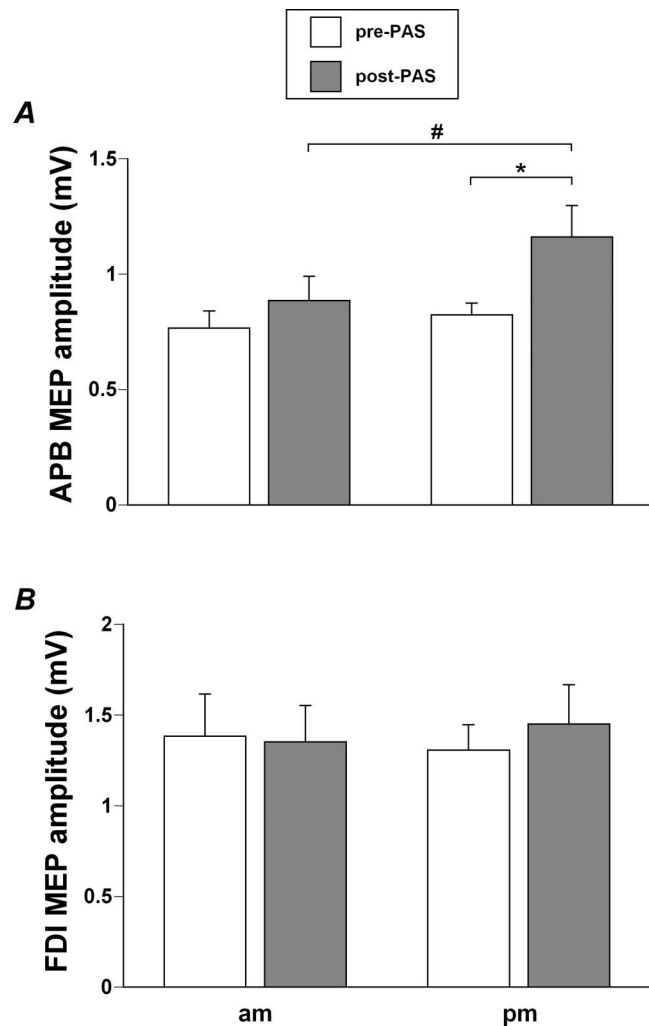 pre-PAS
post-PAS
A
#
*
APB MEP amplitude (mV)
1.5
1
0.5
0
B
FDI MEP amplitude (mV)
2
1.5
1
0.5
0
am pm